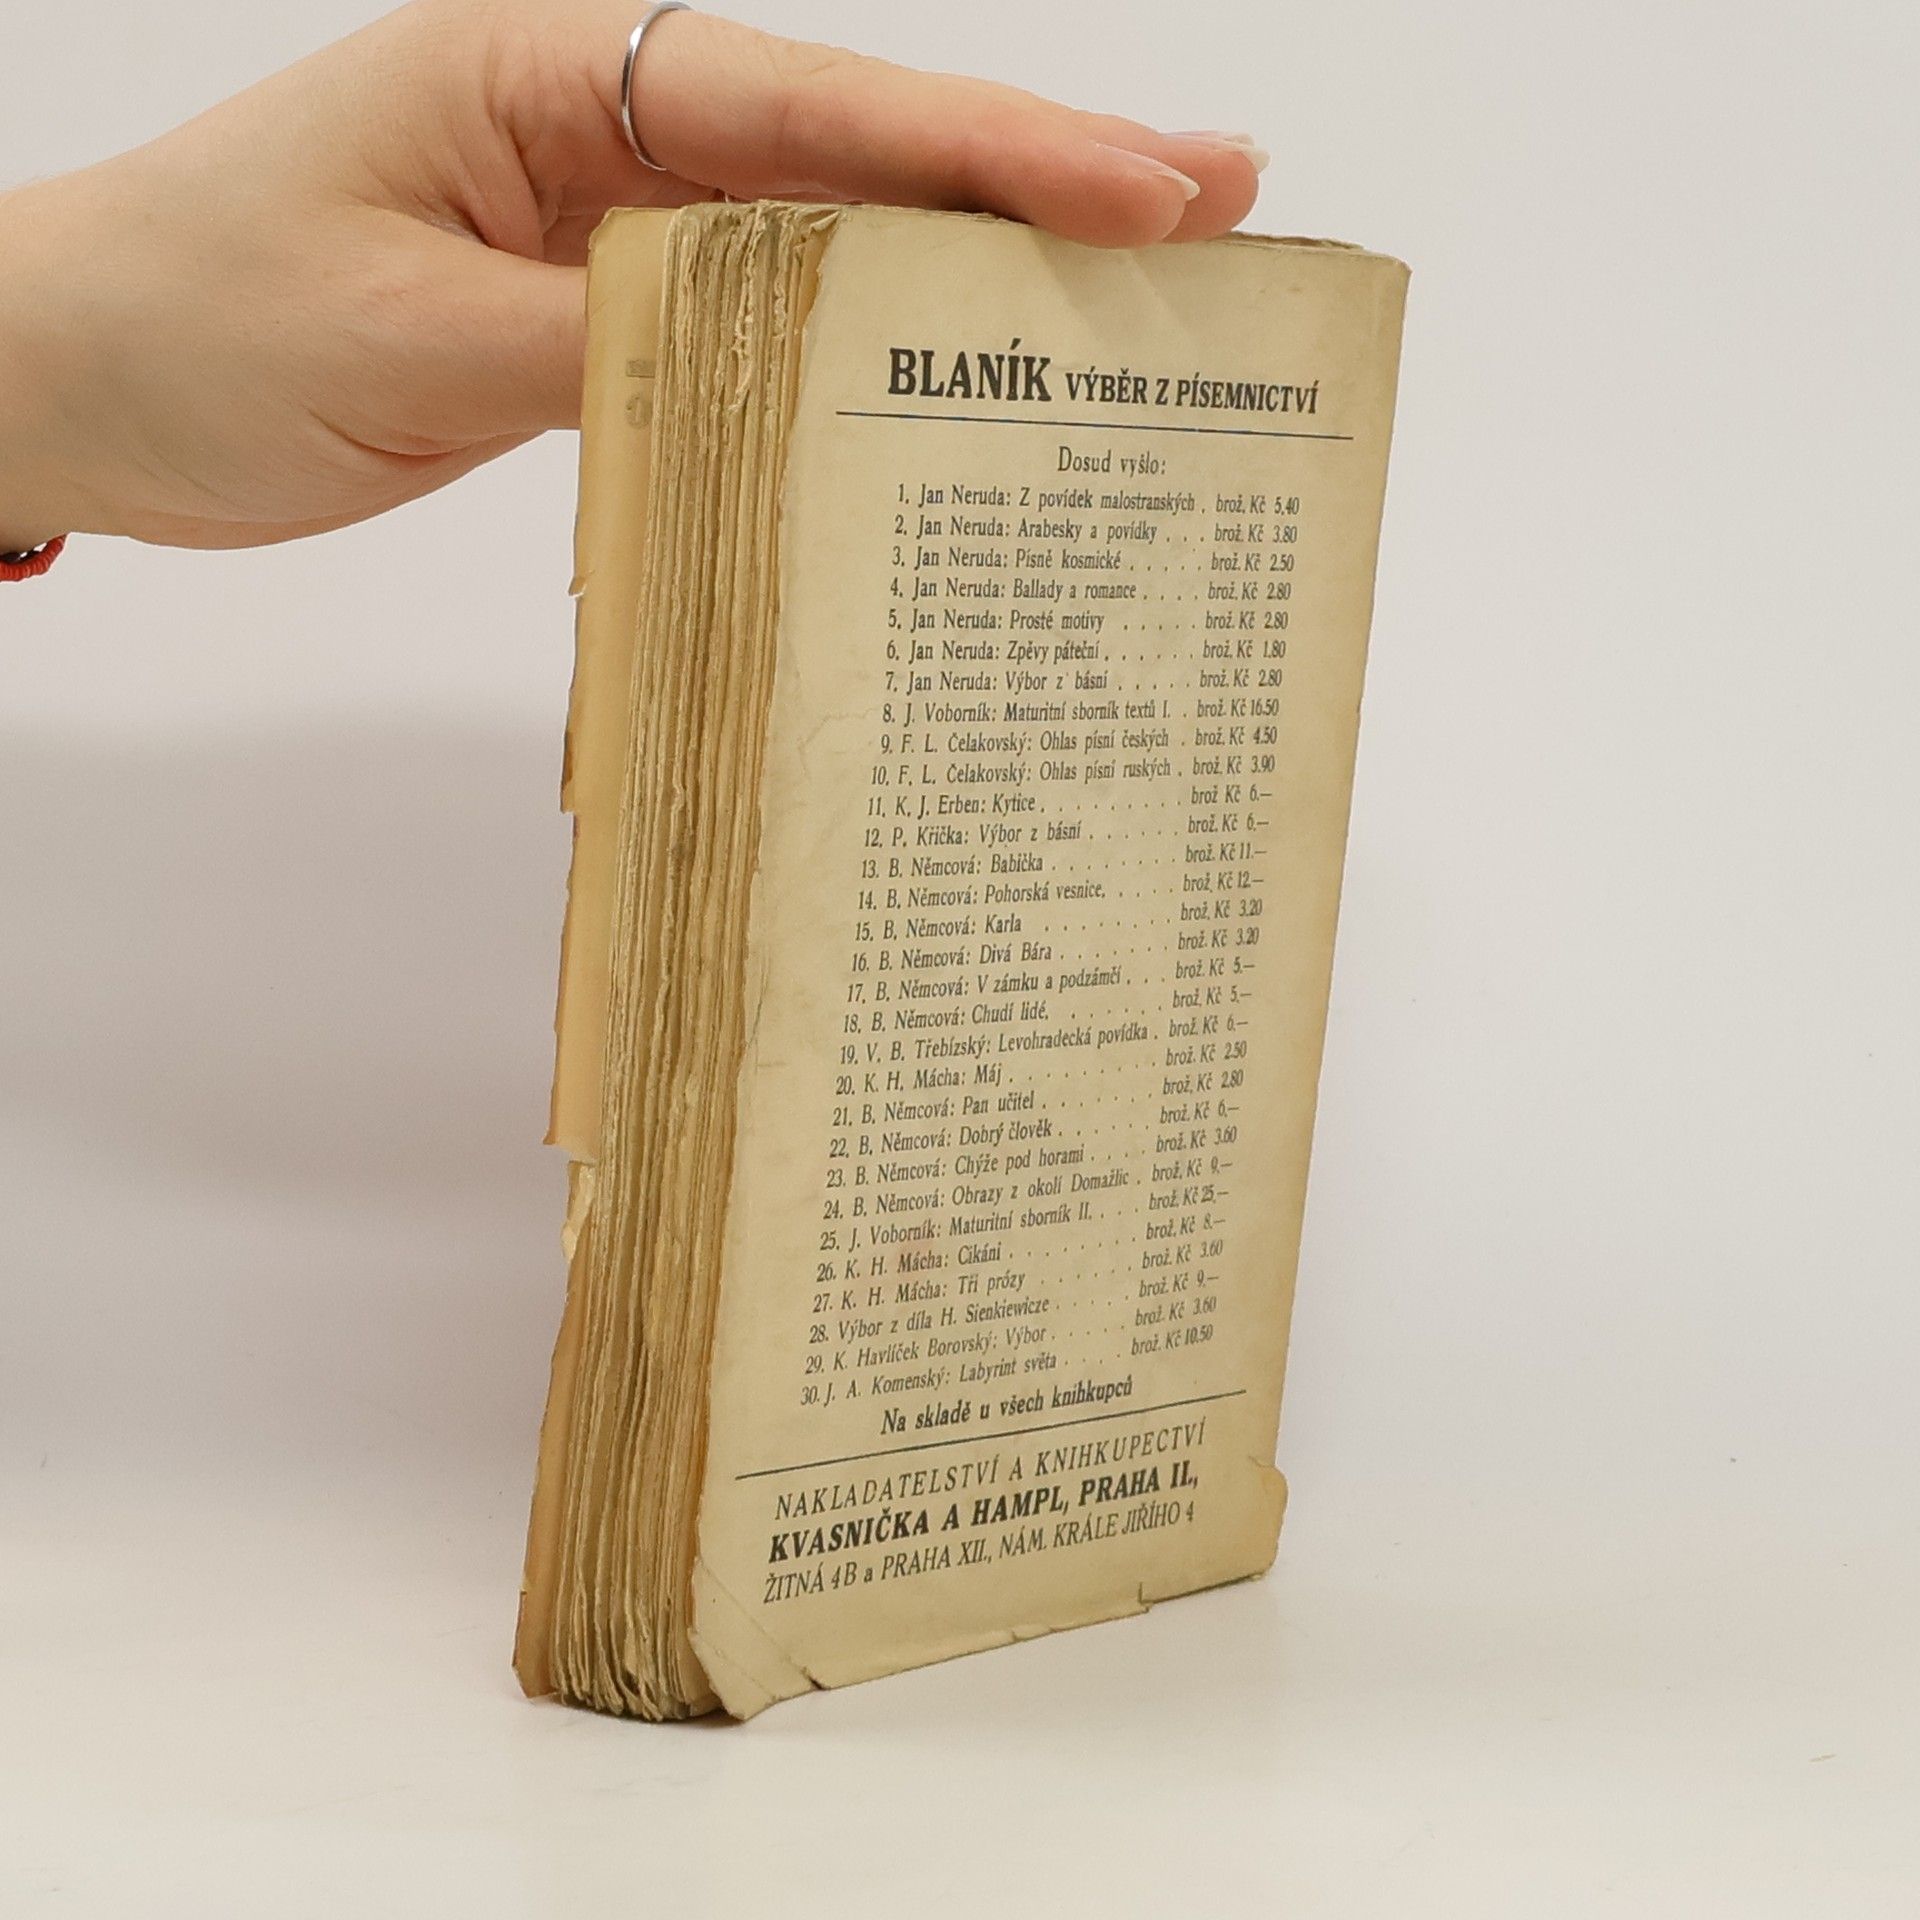 BLANÍK VÝBĚR Z PÍSEMNICTVÍ
Dosud vyšlo:
1. Jan Neruda: Z povídek malostranských . brož. Kč 5.40
2. Jan Neruda: Arabesky a povídky . . . brož. Kč 3.80
3. Jan Neruda: Písně kosmické . . . . . brož. Kč 2.50
4. Jan Neruda: Ballady a romance . . . . brož. Kč 2.80
5. Jan Neruda: Prosté motivy . . . . . brož. Kč 2.80
6. Jan Neruda: Zpěvy páteční . . . . . . brož. Kč 1.80
7. Jan Neruda: Výbor z básní . . . . . brož. Kč 2.80
8. J. Voborník: Maturitní sborník textů I. . brož. Kč 16.50
9. F. L. Čelakovský: Ohlas písní českých . brož. Kč 4.50
10. F. L. Čelakovský: Ohlas písní ruských . brož. Kč 3.90
11. K. J. Erben: Kytice . . . . . . . . . brož Kč 6.—
12. P. Křička: Výbor z básní . . . . . . brož. Kč 6.—
13. B. Němcová: Babička . . . . . . . . brož. Kč 11.—
14. B. Němcová: Pohorská vesnice. . . . . brož. Kč 12.—
15. B. Němcová: Karla . . . . . . . brož. Kč 3.20
16. B. Němcová: Divá Bára . . . . . . . brož. Kč 3.20
17. B. Němcová: V zámku a podzámčí . . . brož. Kč 5.—
18. B. Němcová: Chudí lidé. . . . . . . brož. Kč 5.—
19. V. B. Třebízský: Levohradecká povídka . brož. Kč 6.—
20. K. H. Mácha: Máj . . . . . . . . . brož. Kč 2.50
21. B. Němcová: Pan učitel . . . . . . . brož. Kč 2.80
22. B. Němcová: Dobrý člověk . . . . . . brož. Kč 6.—
23. B. Němcová: Chýže pod horami . . . . brož. Kč 3.60
24. B. Němcová: Obrazy z okolí Domažlic . brož. Kč 9.—
25. J. Voborník: Maturitní sborník II. . . . brož. Kč 25.—
26. K. H. Mácha: Cikáni . . . . . . . . brož. Kč 8.—
27. K. H. Mácha: Tři prózy . . . . . . brož. Kč 3.60
28. Výbor z díla H. Sienkiewicze . . . . . brož. Kč 9.—
29. K. Havlíček Borovský: Výbor . . . . . brož. Kč 3.60
30. J. A. Komenský: Labyrint světa . . . . brož. Kč 10.50
Na skladě u všech knihkupců
NAKLADATELSTVÍ A KNIHKUPECTVÍ
KVASNIČKA A HAMPL, PRAHA II.,
ŽITNÁ 4B a PRAHA XII., NÁM. KRÁLE JIŘÍHO 4